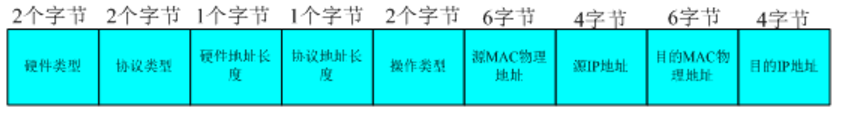 2个字节 2个字节 1个字节 1个字节 2个字节 6字节 4字节 6字节 4字节
硬件类型 协议类型 硬件地址长度 协议地址长度 操作类型 源MAC物理地址 源IP地址 目的MAC物理地址 目的IP地址